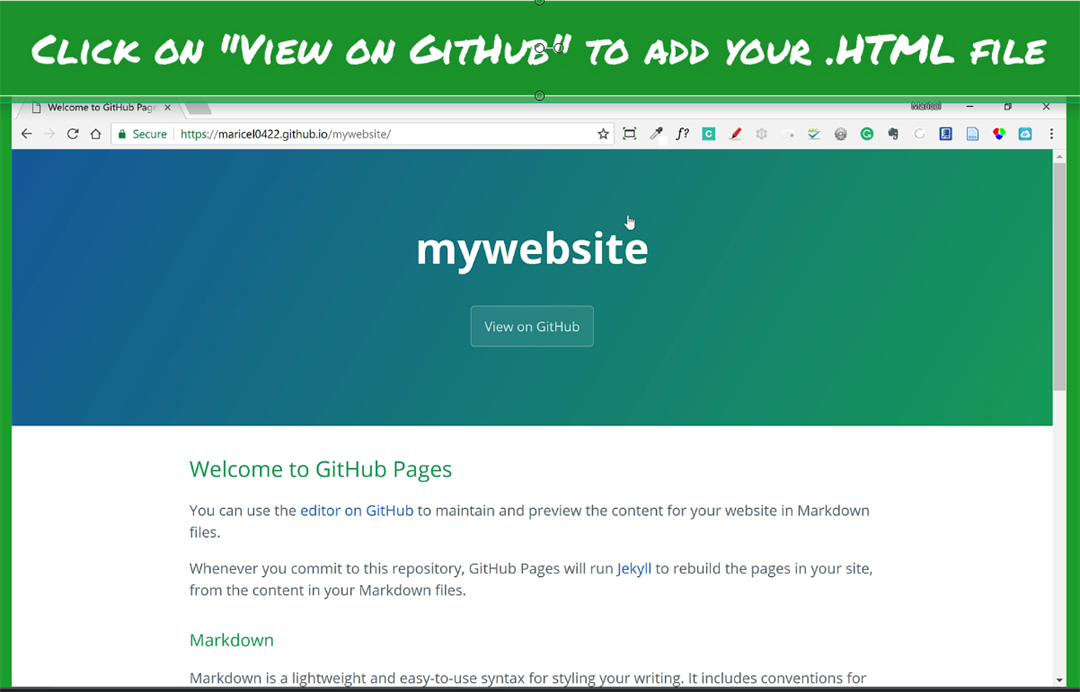 Click on "View on GitHub" to add your .HTML file
Welcome to GitHub Pag
Maricel
Secure https://maricel0422.github.io/mywebsite/
mywebsite
View on GitHub
Welcome to GitHub Pages
You can use the editor on GitHub to maintain and preview the content for your website in Markdown
files.
Whenever you commit to this repository, GitHub Pages will run Jekyll to rebuild the pages in your site,
from the content in your Markdown files.
Markdown
Markdown is a lightweight and easy-to-use syntax for styling your writing. It includes conventions for